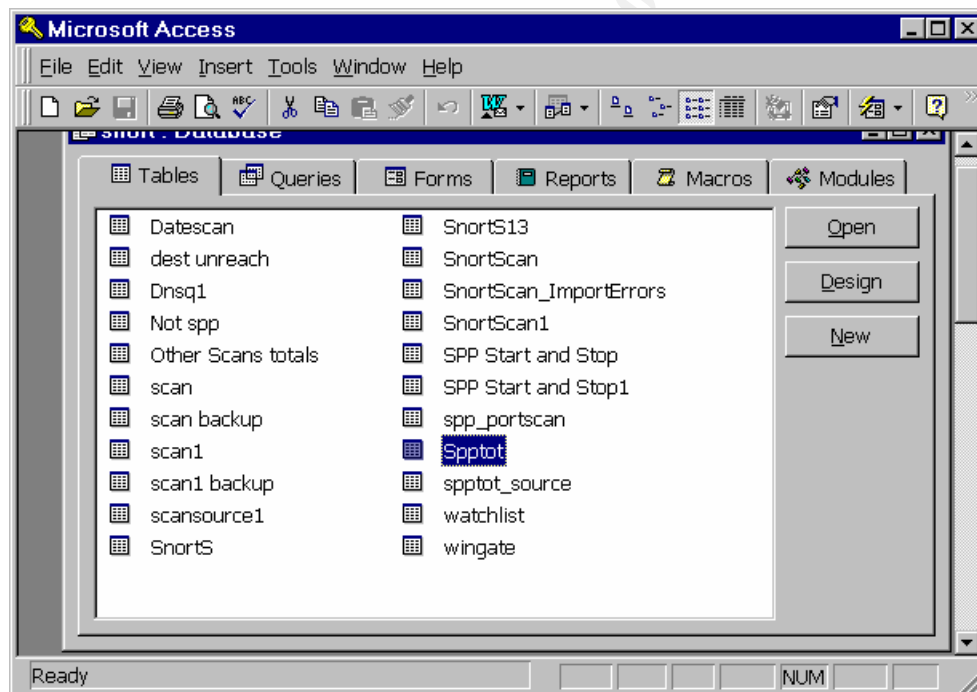 Microsoft Access
File Edit View Insert Tools Window Help
snort : Database
Tables Queries Forms Reports Macros Modules
Datescan
dest unreach
Dnsq1
Not spp
Other Scans totals
scan
scan backup
scan1
scan1 backup
scansource1
SnortS
SnortS13
SnortScan
SnortScan_ImportErrors
SnortScan1
SPP Start and Stop
SPP Start and Stop1
spp_portscan
Spptot
spptot_source
watchlist
wingate
Open
Design
New
Ready
NUM